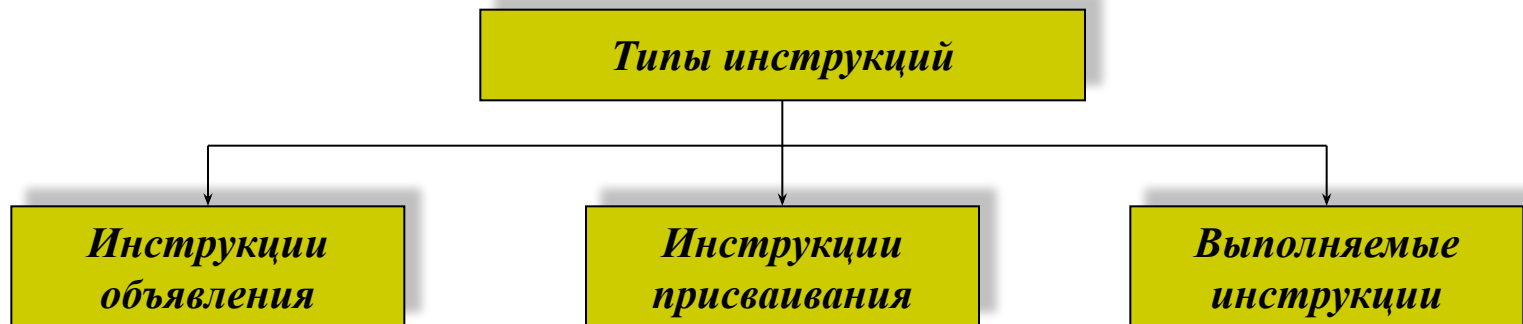 Типы инструкций
Инструкции
объявления
Инструкции
присваивания
Выполняемые
инструкции